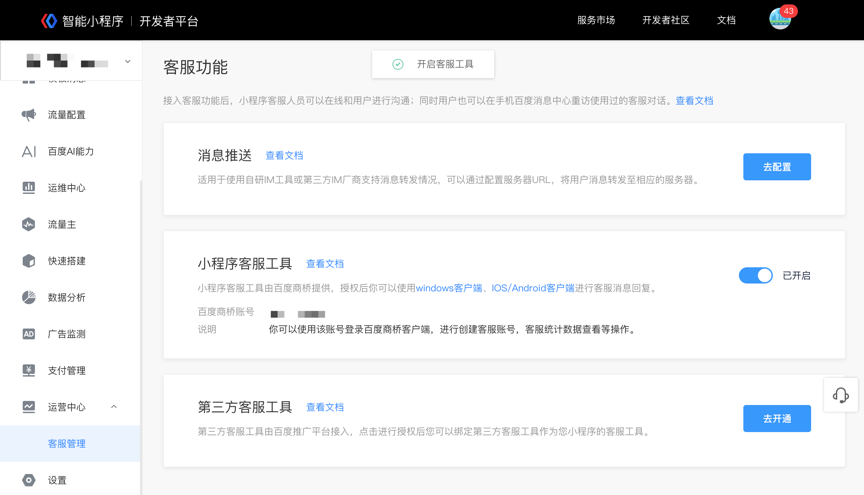 智能小程序 | 开发者平台
服务市场
开发者社区
文档
43
流量配置
百度AI能力
运维中心
流量主
快速搭建
数据分析
AD
广告监测
支付管理
运营中心
客服管理
设置
客服功能
开启客服工具
接入客服功能后，小程序客服人员可以在线和用户进行沟通；同时用户也可以在手机百度消息中心重访使用过的客服对话。查看文档
消息推送 查看文档
适用于使用自研IM工具或第三方IM厂商支持消息转发情况，可以通过配置服务器URL，将用户消息转发至相应的服务器。
去配置
小程序客服工具 查看文档
小程序客服工具由百度商桥提供，授权后你可以使用windows客户端、IOS/Android客户端进行客服消息回复。
已开启
百度商桥账号
说明 你可以使用该账号登录百度商桥客户端，进行创建客服账号，客服统计数据查看等操作。
第三方客服工具 查看文档
第三方客服工具由百度推广平台接入，点击进行授权后您可以绑定第三方客服工具作为您小程序的客服工具。
去开通